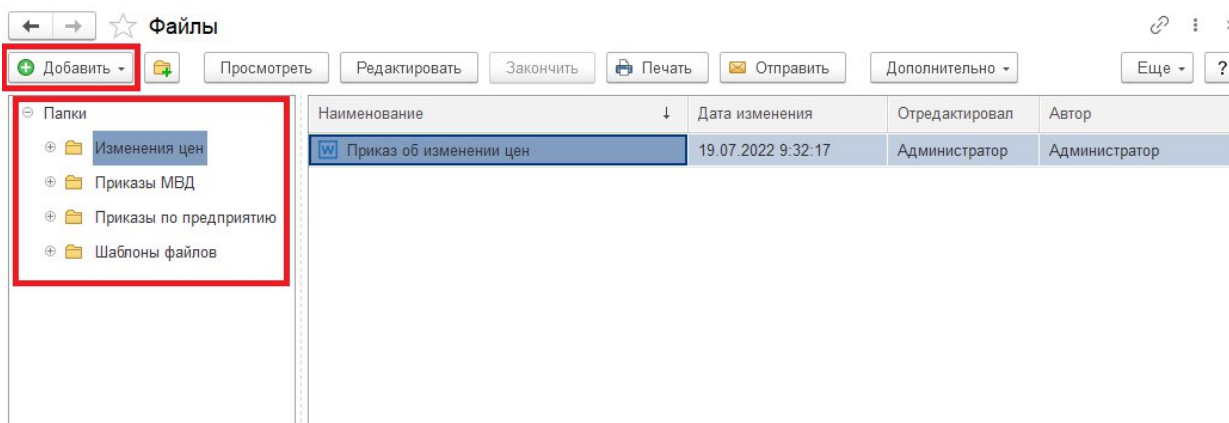 Файлы
Добавить Просмотреть Редактировать Закончить Печать Отправить Дополнительно Еще ?
Папки
Изменения цен
Приказы МВД
Приказы по предприятию
Шаблоны файлов
Наименование Дата изменения Отредактировал Автор
Приказ об изменении цен 19.07.2022 9:32:17 Администратор Администратор